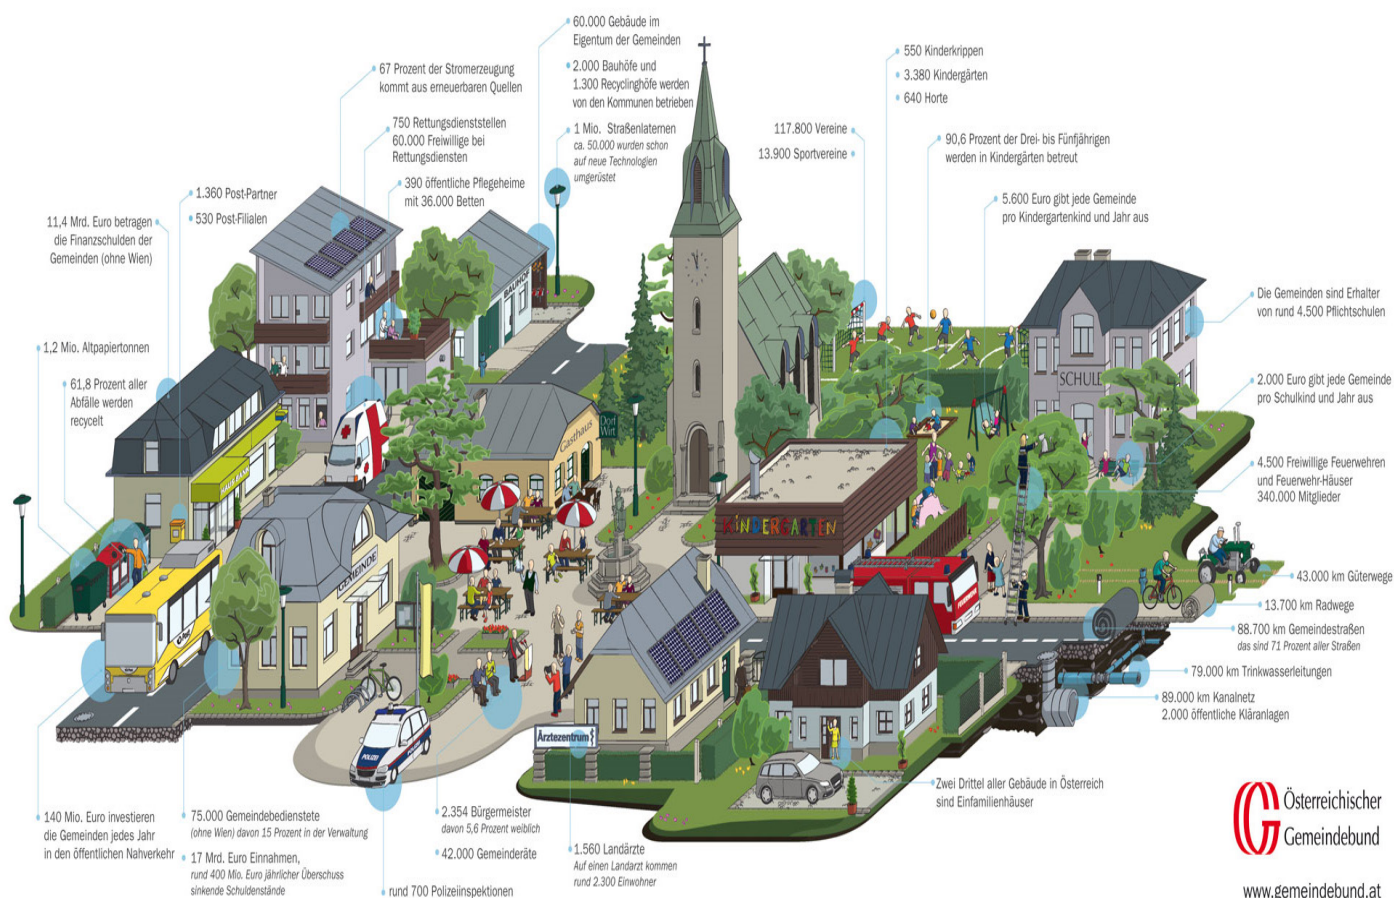 60.000 Gebäude im
Eigentum der Gemeinden
2.000 Bauhöfe und
1.300 Recyclinghöfe werden
von den Kommunen betrieben
1 Mio. Straßenlaternen
ca. 50.000 wurden schon
auf neue Technologien
umgerüstet
67 Prozent der Stromerzeugung
kommt aus erneuerbaren Quellen
750 Rettungsdienststellen
60.000 Freiwillige bei
Rettungsdiensten
390 öffentliche Pflegeheime
mit 36.000 Betten
1.360 Post-Partner
530 Post-Filialen
11,4 Mrd. Euro betragen
die Finanzschulden der
Gemeinden (ohne Wien)
1,2 Mio. Altpapiertonnen
61,8 Prozent aller
Abfälle werden
recycelt
550 Kinderkrippen
3.380 Kindergärten
640 Horte
117.800 Vereine
13.900 Sportvereine
90,6 Prozent der Drei- bis Fünfjährigen
werden in Kindergärten betreut
5.600 Euro gibt jede Gemeinde
pro Kindergartenkind und Jahr aus
Die Gemeinden sind Erhalter
von rund 4.500 Pflichtschulen
2.000 Euro gibt jede Gemeinde
pro Schulkind und Jahr aus
4.500 Freiwillige Feuerwehren
und Feuerwehr-Häuser
340.000 Mitglieder
43.000 km Güterwege
13.700 km Radwege
88.700 km Gemeindestraßen
das sind 71 Prozent aller Straßen
79.000 km Trinkwasserleitungen
89.000 km Kanalnetz
2.000 öffentliche Kläranlagen
BAUHOF
SCHULE
Gasthaus
Dorf
Wirt
KINDERGARTEN
GEMEINDE
FEUERWEHR
POLIZEI
POLIZEI
Post
Ärztezentrum
Zwei Drittel aller Gebäude in Österreich
sind Einfamilienhäuser
140 Mio. Euro investieren
die Gemeinden jedes Jahr
in den öffentlichen Nahverkehr
75.000 Gemeindebedienstete
(ohne Wien) davon 15 Prozent in der Verwaltung
17 Mrd. Euro Einnahmen,
rund 400 Mio. Euro jährlicher Überschuss
sinkende Schuldenstände
rund 700 Polizeiinspektionen
2.354 Bürgermeister
davon 5,6 Prozent weiblich
42.000 Gemeinderäte
1.560 Landärzte
Auf einen Landarzt kommen
rund 2.300 Einwohner
Österreichischer
Gemeindebund
www.gemeindebund.at